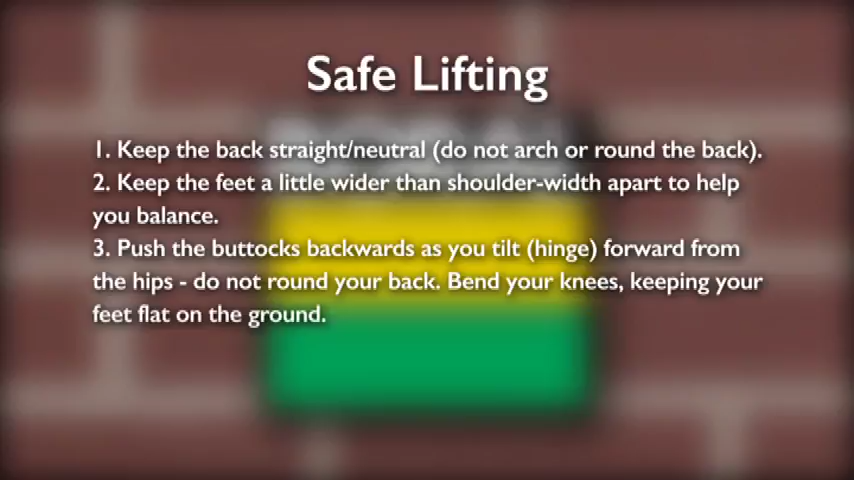 Safe Lifting
1. Keep the back straight/neutral (do not arch or round the back).
2. Keep the feet a little wider than shoulder-width apart to help
you balance.
3. Push the buttocks backwards as you tilt (hinge) forward from
the hips - do not round your back. Bend your knees, keeping your
feet flat on the ground.